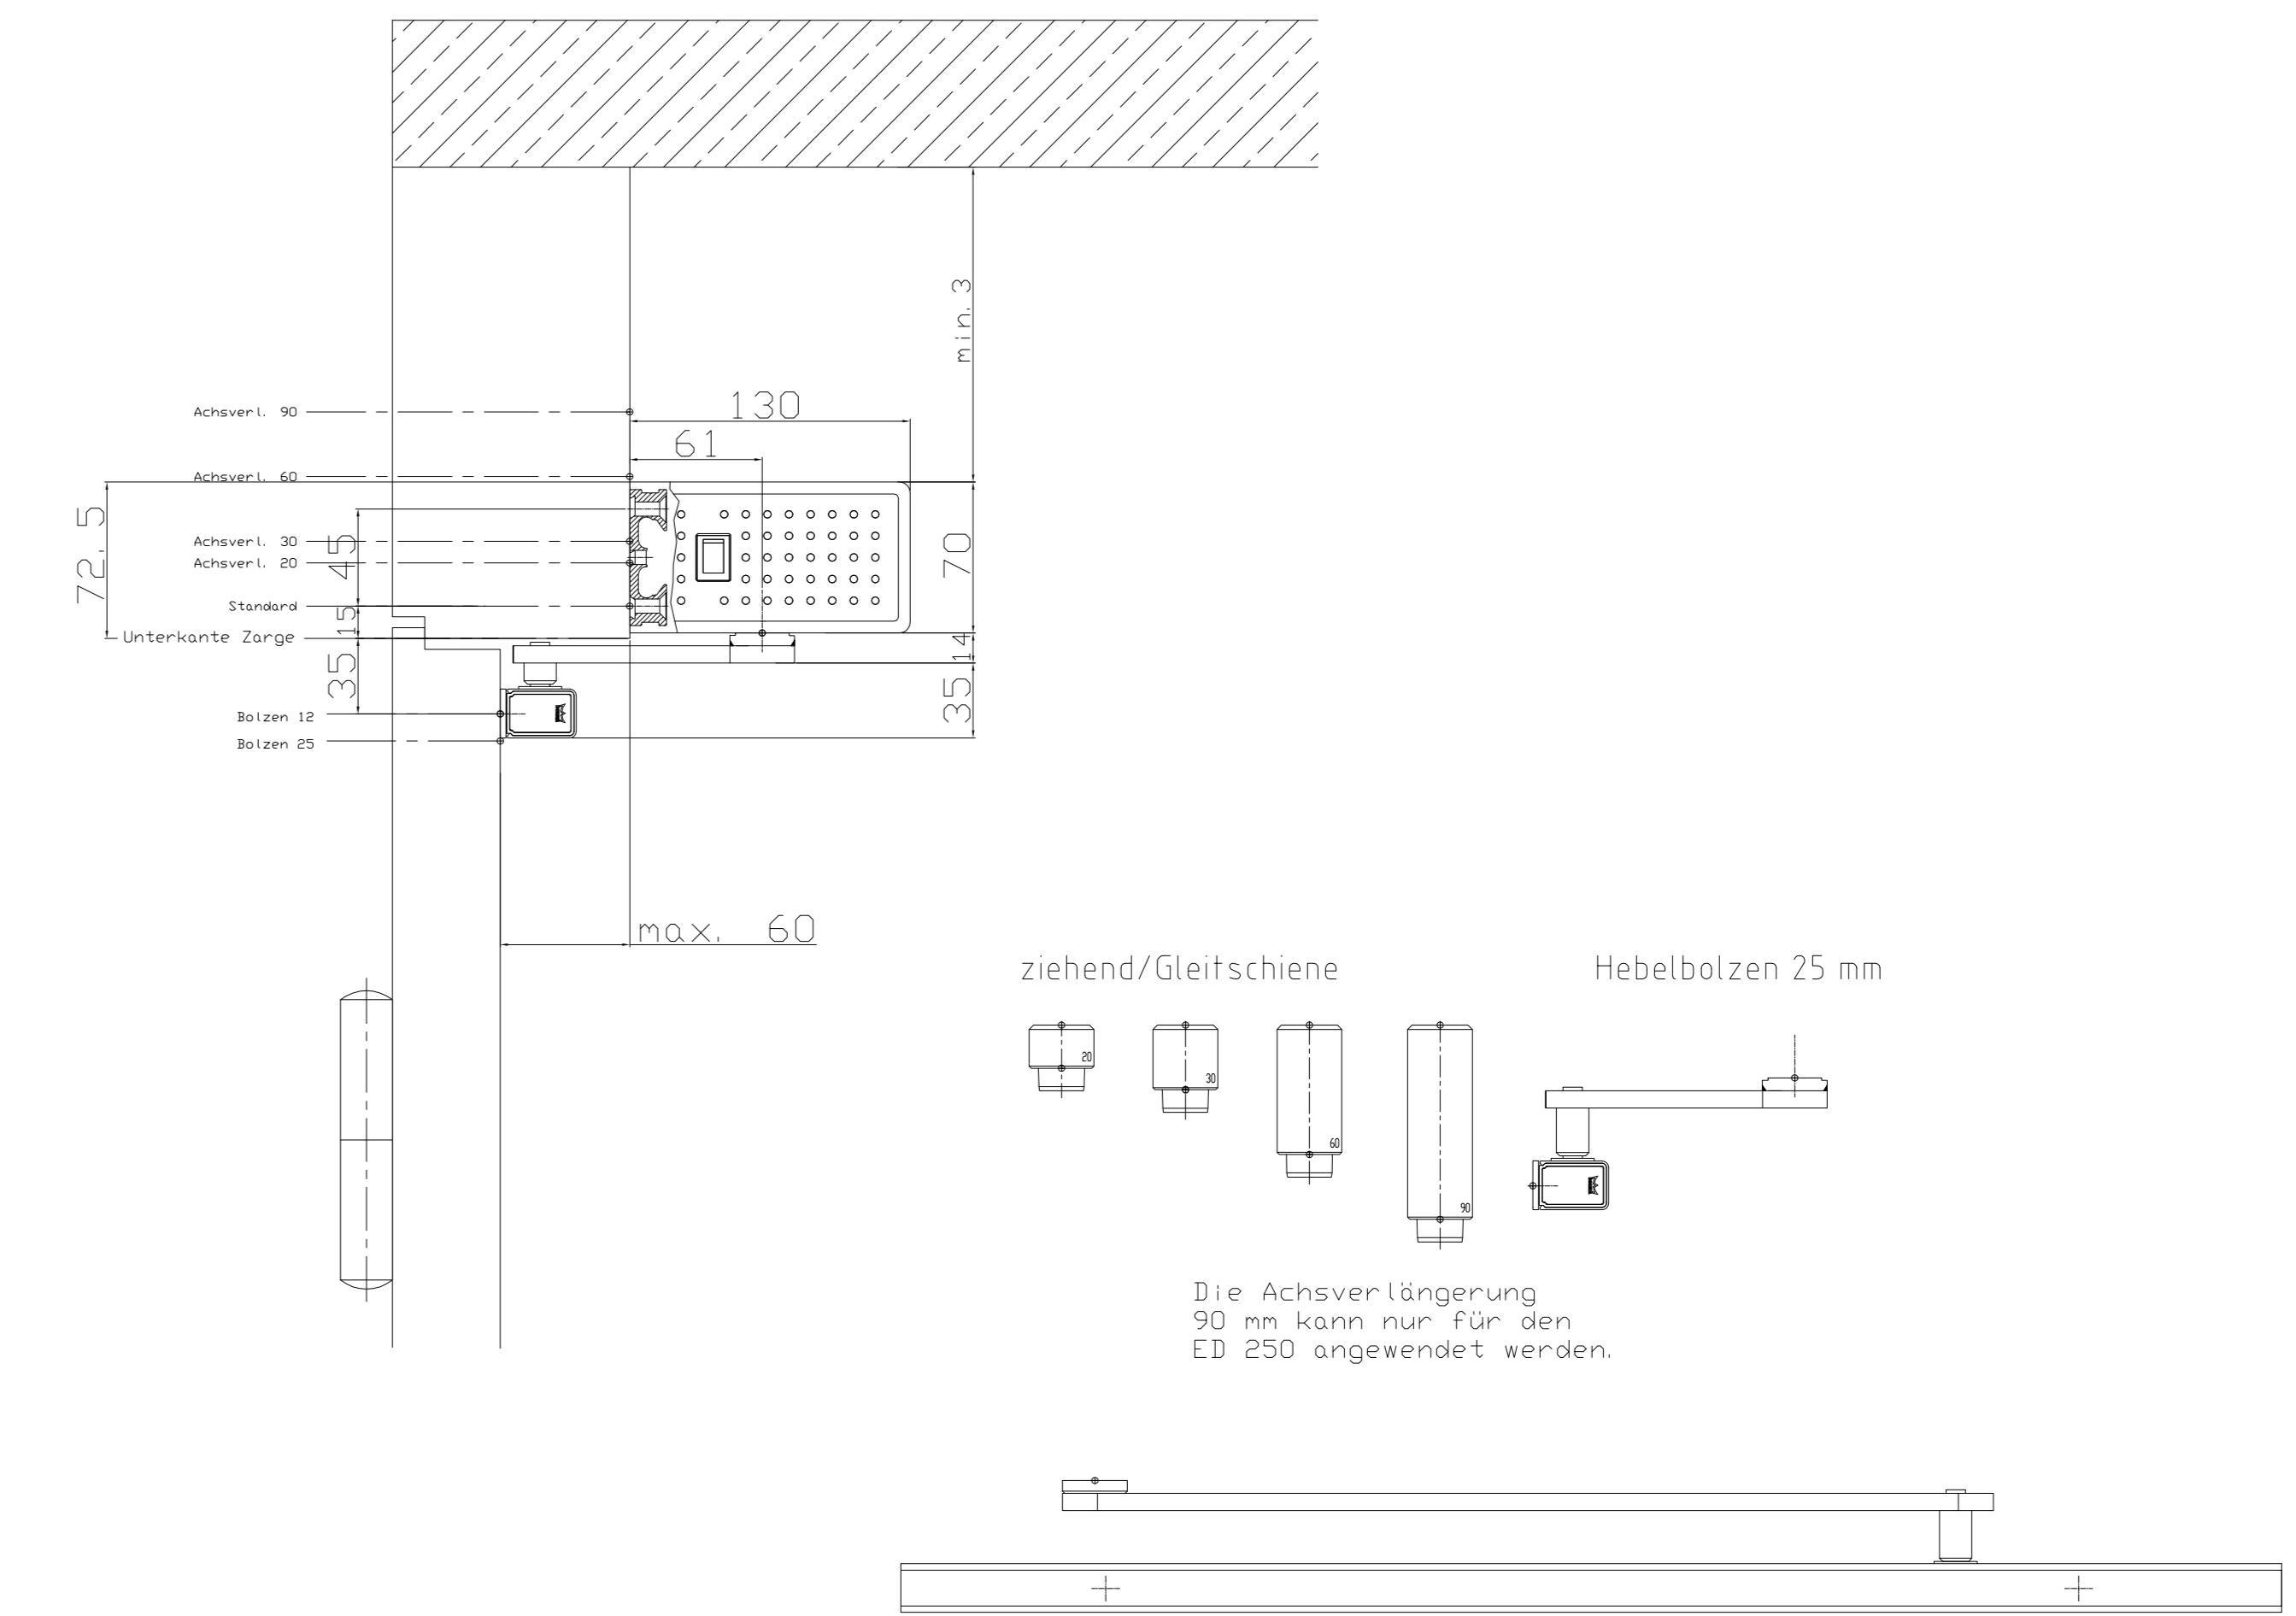 min. 3
Achsverl. 90
130
61
Achsverl. 60
72.5
Achsverl. 30
45
70
Achsverl. 20
Standard
15
Unterkante Zarge
14
35
35
Bolzen 12
Bolzen 25
max. 60
ziehend/Gleitschiene
Hebelbolzen 25 mm
20
30
60
90
Die Achsverlängerung
90 mm kann nur für den
ED 250 angewendet werden.